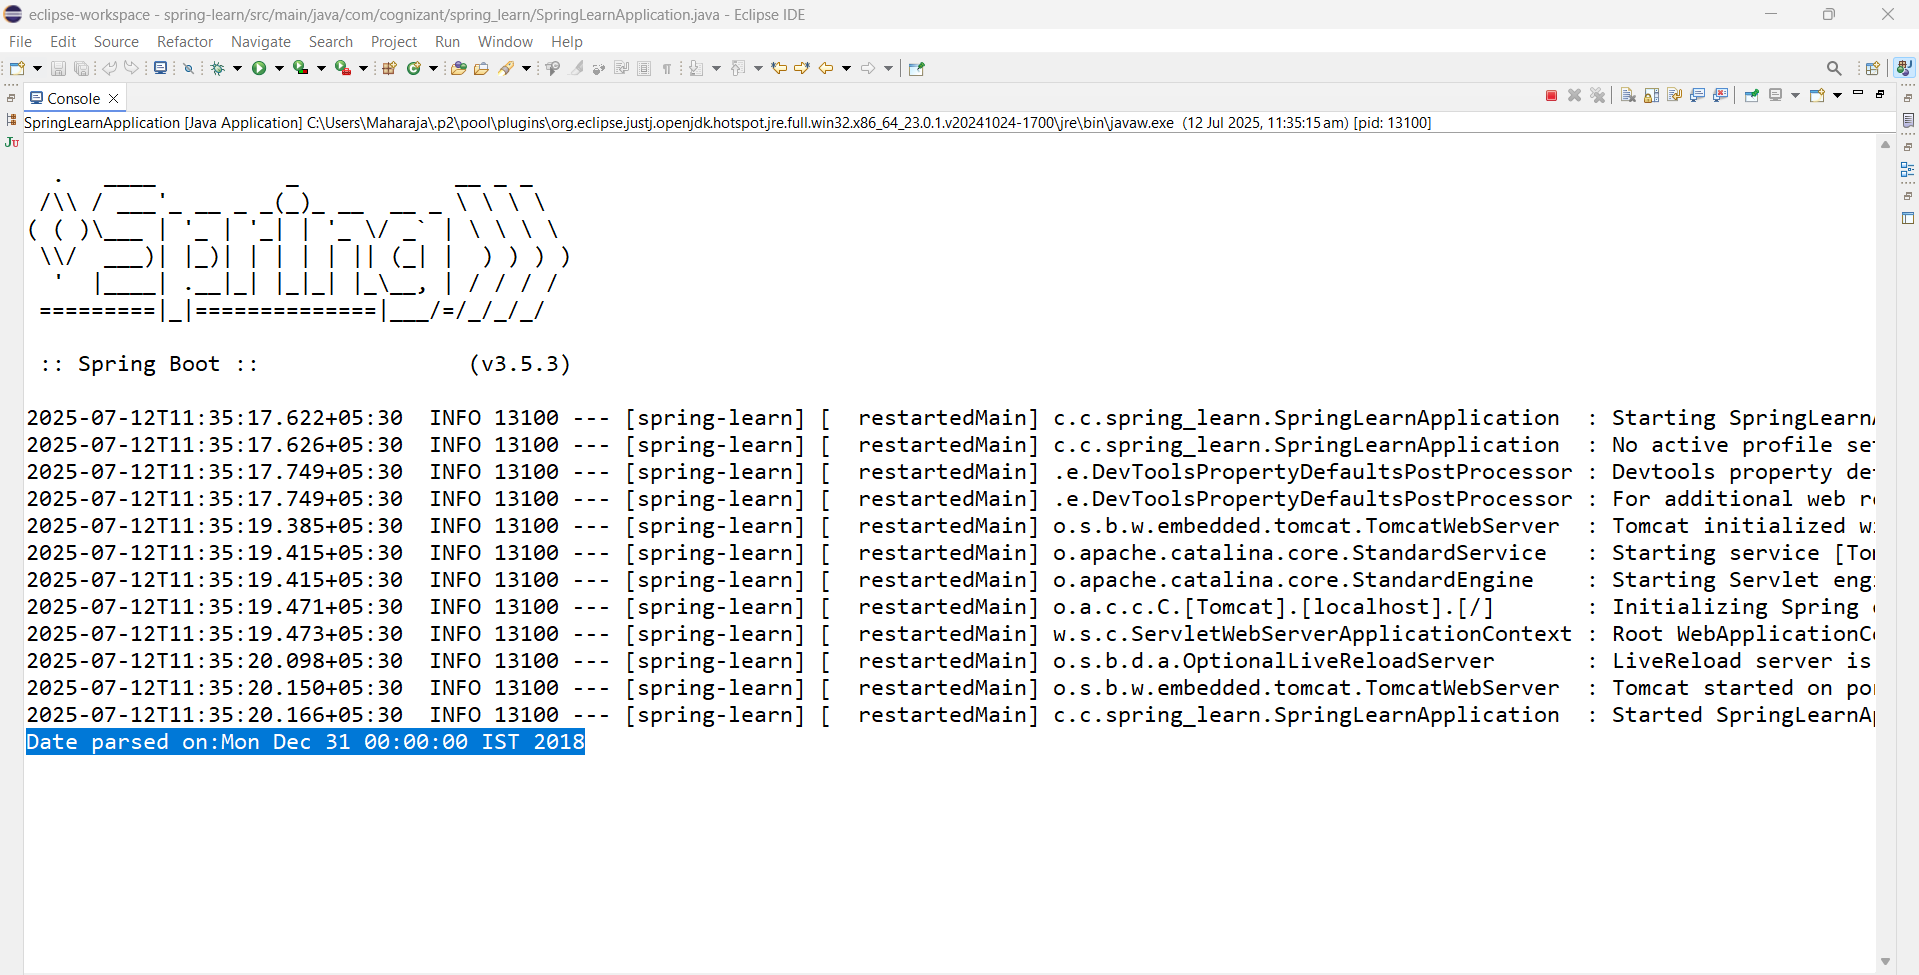 eclipse-workspace - spring-learn/src/main/java/com/cognizant/spring_learn/SpringLearnApplication.java - Eclipse IDE
File Edit Source Refactor Navigate Search Project Run Window Help
Console
SpringLearnApplication [Java Application] C:\Users\Maharaja\.p2\pool\plugins\org.eclipse.justj.openjdk.hotspot.jre.full.win32.x86_64_23.0.1.v20241024-1700\jre\bin\javaw.exe (12 Jul 2025, 11:35:15 am) [pid: 13100]
  .   ____          _            __ _ _
 /\\ / ___'_ __ _ _(_)_ __  __ _ \ \ \ \
( ( )\___ | '_ | '_| | '_ \/ _` | \ \ \ \
 \\/  ___)| |_)| | | | | || (_| |  ) ) ) )
  '  |____| .__|_| |_|_| |_\__, | / / / /
 =========|_|==============|___/=/_/_/_/
 :: Spring Boot ::                (v3.5.3)
2025-07-12T11:35:17.622+05:30  INFO 13100 --- [spring-learn] [  restartedMain] c.c.spring_learn.SpringLearnApplication  : Starting SpringLearnA
2025-07-12T11:35:17.626+05:30  INFO 13100 --- [spring-learn] [  restartedMain] c.c.spring_learn.SpringLearnApplication  : No active profile se
2025-07-12T11:35:17.749+05:30  INFO 13100 --- [spring-learn] [  restartedMain] .e.DevToolsPropertyDefaultsPostProcessor : Devtools property de
2025-07-12T11:35:17.749+05:30  INFO 13100 --- [spring-learn] [  restartedMain] .e.DevToolsPropertyDefaultsPostProcessor : For additional web r
2025-07-12T11:35:19.385+05:30  INFO 13100 --- [spring-learn] [  restartedMain] o.s.b.w.embedded.tomcat.TomcatWebServer  : Tomcat initialized w
2025-07-12T11:35:19.415+05:30  INFO 13100 --- [spring-learn] [  restartedMain] o.apache.catalina.core.StandardService   : Starting service [To
2025-07-12T11:35:19.415+05:30  INFO 13100 --- [spring-learn] [  restartedMain] o.apache.catalina.core.StandardEngine    : Starting Servlet eng
2025-07-12T11:35:19.471+05:30  INFO 13100 --- [spring-learn] [  restartedMain] o.a.c.c.C.[Tomcat].[localhost].[/]       : Initializing Spring
2025-07-12T11:35:19.473+05:30  INFO 13100 --- [spring-learn] [  restartedMain] w.s.c.ServletWebServerApplicationContext : Root WebApplicationC
2025-07-12T11:35:20.098+05:30  INFO 13100 --- [spring-learn] [  restartedMain] o.s.b.d.a.OptionalLiveReloadServer       : LiveReload server is
2025-07-12T11:35:20.150+05:30  INFO 13100 --- [spring-learn] [  restartedMain] o.s.b.w.embedded.tomcat.TomcatWebServer  : Tomcat started on po
2025-07-12T11:35:20.166+05:30  INFO 13100 --- [spring-learn] [  restartedMain] c.c.spring_learn.SpringLearnApplication  : Started SpringLearnA
Date parsed on:Mon Dec 31 00:00:00 IST 2018